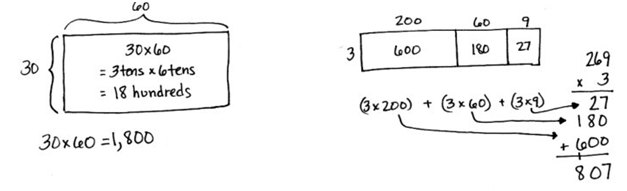 60
30
30×60
= 3 tens × 6 tens
= 18 hundreds
30×60 = 1,800
200 60 9
3 600 180 27
(3×200) + (3×60) + (3×9)
269
× 3
27
180
+ 600
1
807